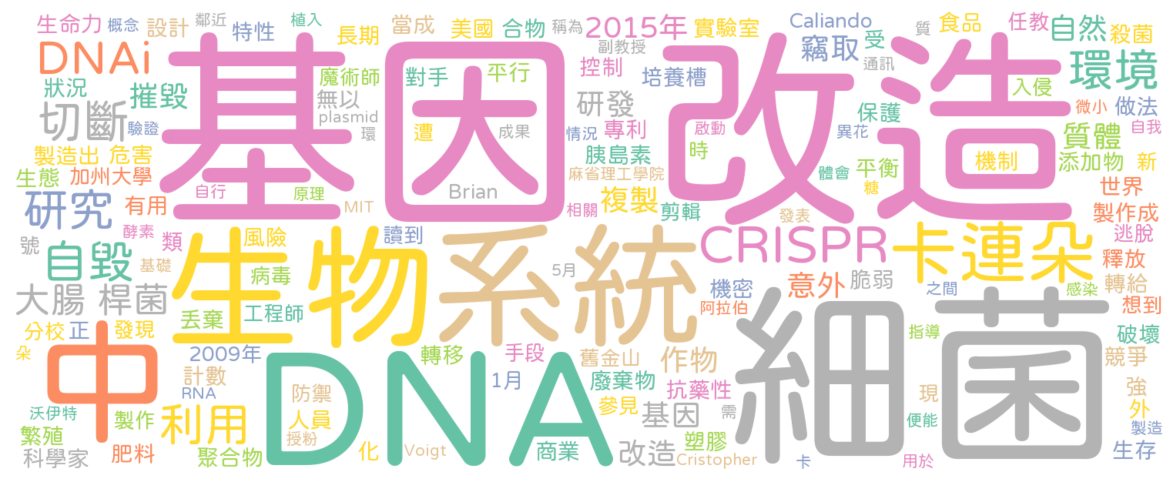 生命力 概念 設計 鄰近 特性 植入 長期 當成 美國 合物 稱為 2015年 實驗室 Caliando 竊取 受 質 食品 任教 自然 殺菌
DNAi 狀況 摧毀 魔術師 對手 平行 副教授 控制 培養槽 通訊 入侵 環境
基因改造
切斷 驗證 無以 plasmid 環 遭 成果 研發 情況 專利 啟動 時 異花 保護 微小 做法 自我
製造出 危害 胰島素 體會 平衡 機制 質體 添加物 新
生態 加州大學 自行 原理 Brian 麻省理工學院 複製 剪輯 糖 世界
研究 有用 MIT 相關 發表 製作成
號 酵素 類 風險 讀到 CRISPR 卡連朵 逃脫
自毀 基礎 病毒 5月 釋放
生物 系統 機密 意外 脆弱 之間 感染 轉給
大腸 桿菌 丟棄 工程師 阿拉伯 想到
分校 正 發現 指導 破壞
中 DNA 細菌
朵 2009年 轉移 手段 舊金山 作物 競爭
計數 RNA 1月 廢棄物 抗藥性 現 強
沃伊特 製作 利用 防禦 人員 參見 基因 需 便能 外 製造
繁殖 授粉 塑膠
科學家 肥料 聚合物 化 Voigt 商業 改造 Cristopher 卡 用於 生存